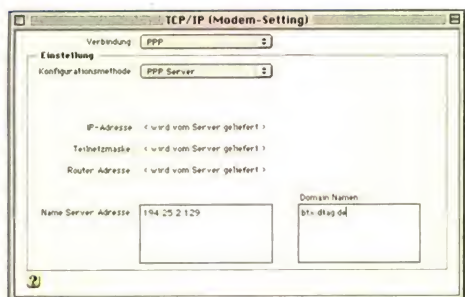 TCP/IP (Modem-Setting)
Verbindung PPP
Einstellung
Konfigurationsmethode PPP Server
IP-Adresse < wird vom Server geliefert >
Teilnetzmaske < wird vom Server geliefert >
Router Adresse < wird vom Server geliefert >
Domain Namen
Name Server Adresse 194.25.2.129 btx.dtag.de
?